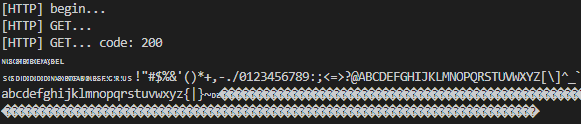 [HTTP] begin...
[HTTP] GET...
[HTTP] GET... code: 200
!"#$%&'()*+,-./0123456789:;<=>?@ABCDEFGHIJKLMNOPQRSTUVWXYZ[\]^_`
abcdefghijklmnopqrstuvwxyz{|}~